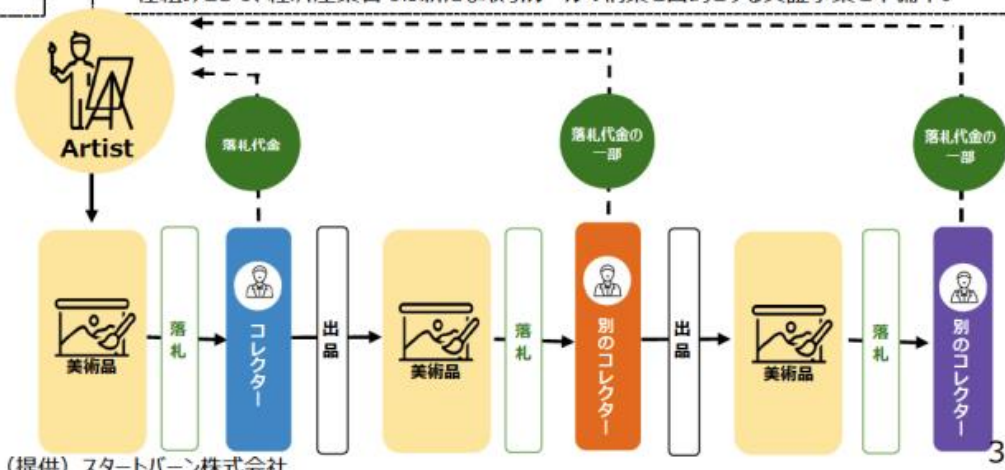 Artist
落札代金
落札代金の
一部
落札代金の
一部
美術品
落札
コレクター
出品
美術品
落札
別のコレクター
出品
美術品
落札
別のコレクター
(提供) スタートバーン株式会社
3